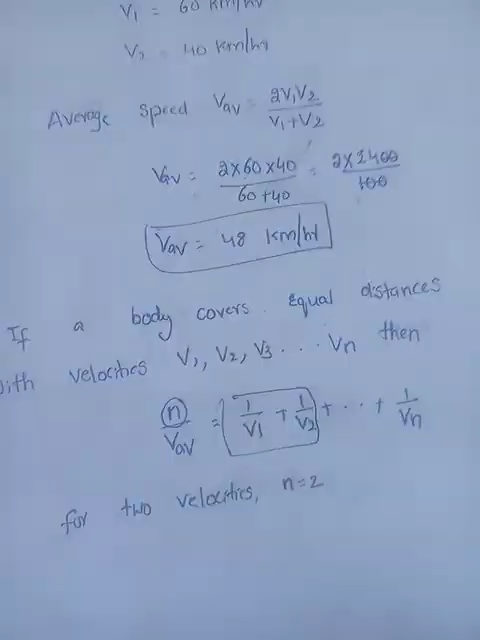 V1 = 60 km/hr
V2 = 40 km/hr
Average speed Vav = 2V1V2 / V1+V2
Vav = 2×60×40 / 60+40 = 2×2400 / 100
Vav = 48 km/hr
If a body covers equal distances
with velocities V1, V2, V3 .... Vn then
n / Vav = 1/V1 + 1/V2 + ... + 1/Vn
for two velocities, n=2